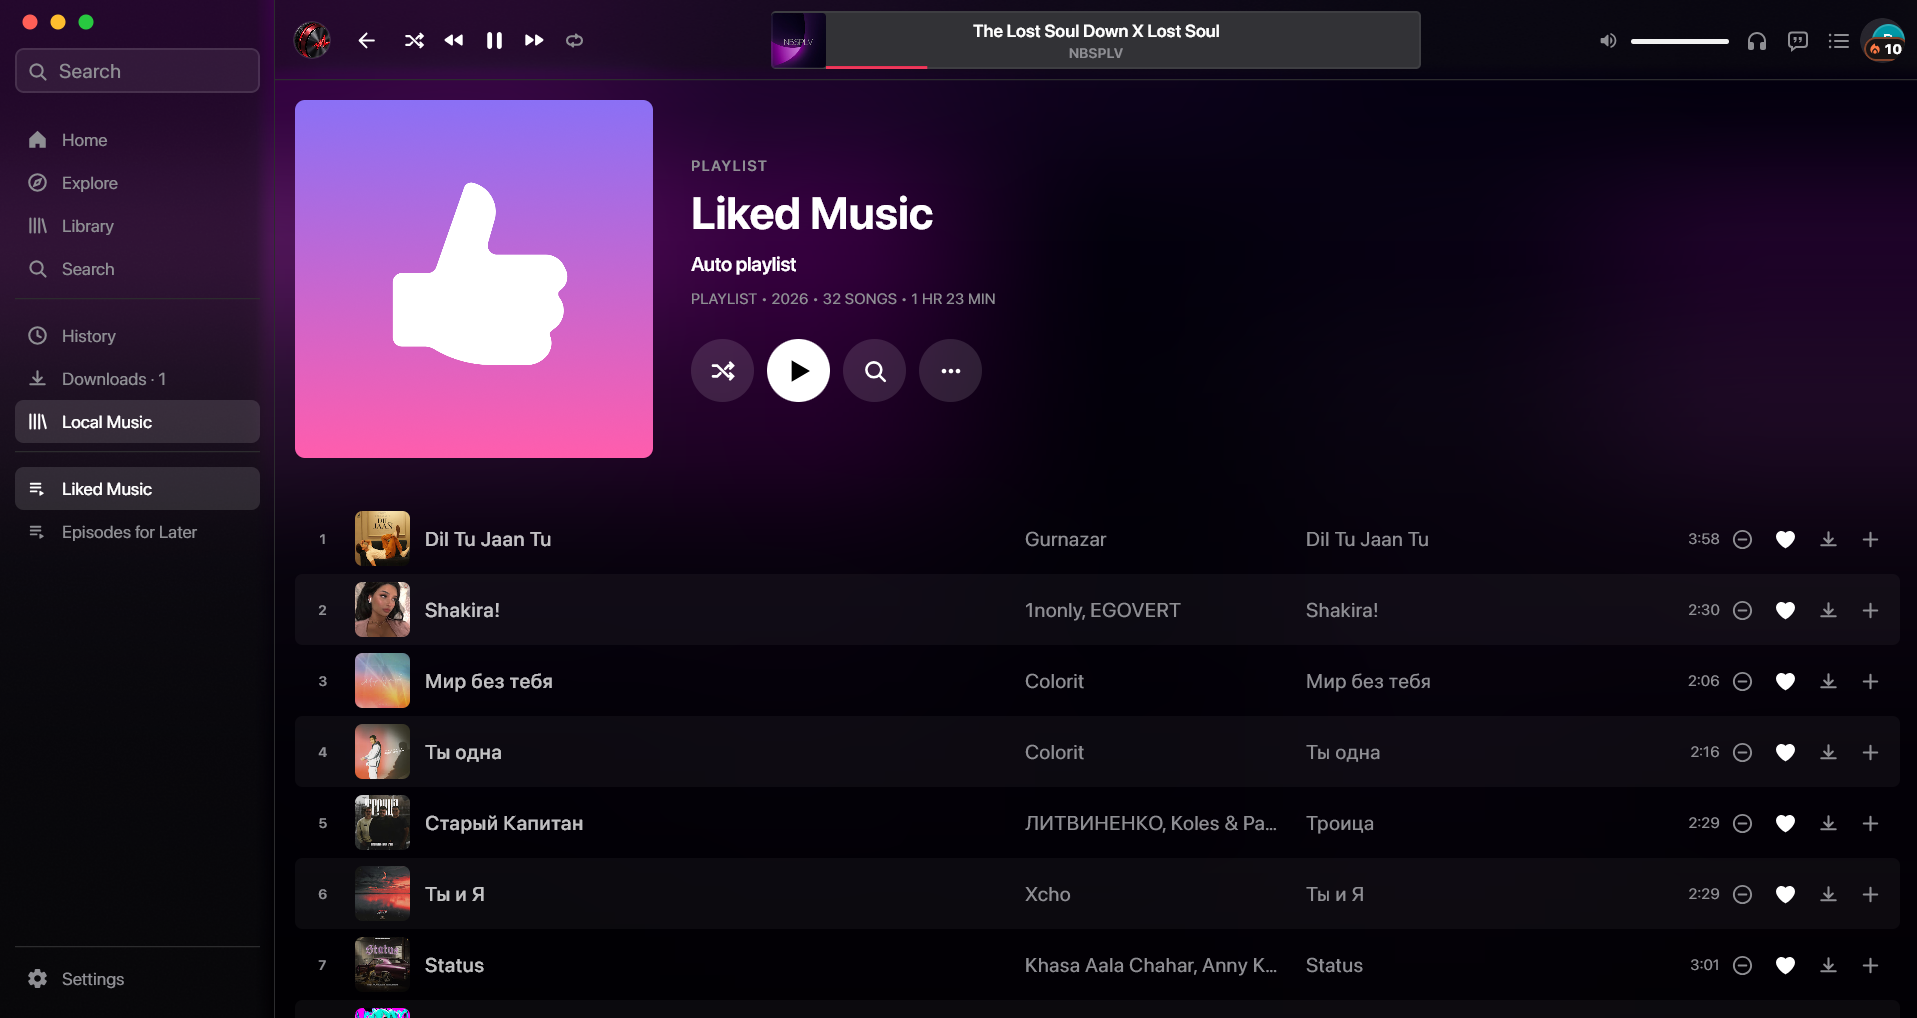 Search
Home
Explore
Library
Search
History
Downloads · 1
Local Music
Liked Music
Episodes for Later
Settings
NBSPLV
The Lost Soul Down X Lost Soul
NBSPLV
10
PLAYLIST
Liked Music
Auto playlist
PLAYLIST • 2026 • 32 SONGS • 1 HR 23 MIN
1 Dil Tu Jaan Tu Gurnazar Dil Tu Jaan Tu 3:58
2 Shakira! 1nonly, EGOVERT Shakira! 2:30
3 Мир без тебя Colorit Мир без тебя 2:06
4 Ты одна Colorit Ты одна 2:16
5 Старый Капитан ЛИТВИНЕНКО, Koles & Pa... Троица 2:29
6 Ты и Я Xcho Ты и Я 2:29
7 Status Khasa Aala Chahar, Anny K... Status 3:01